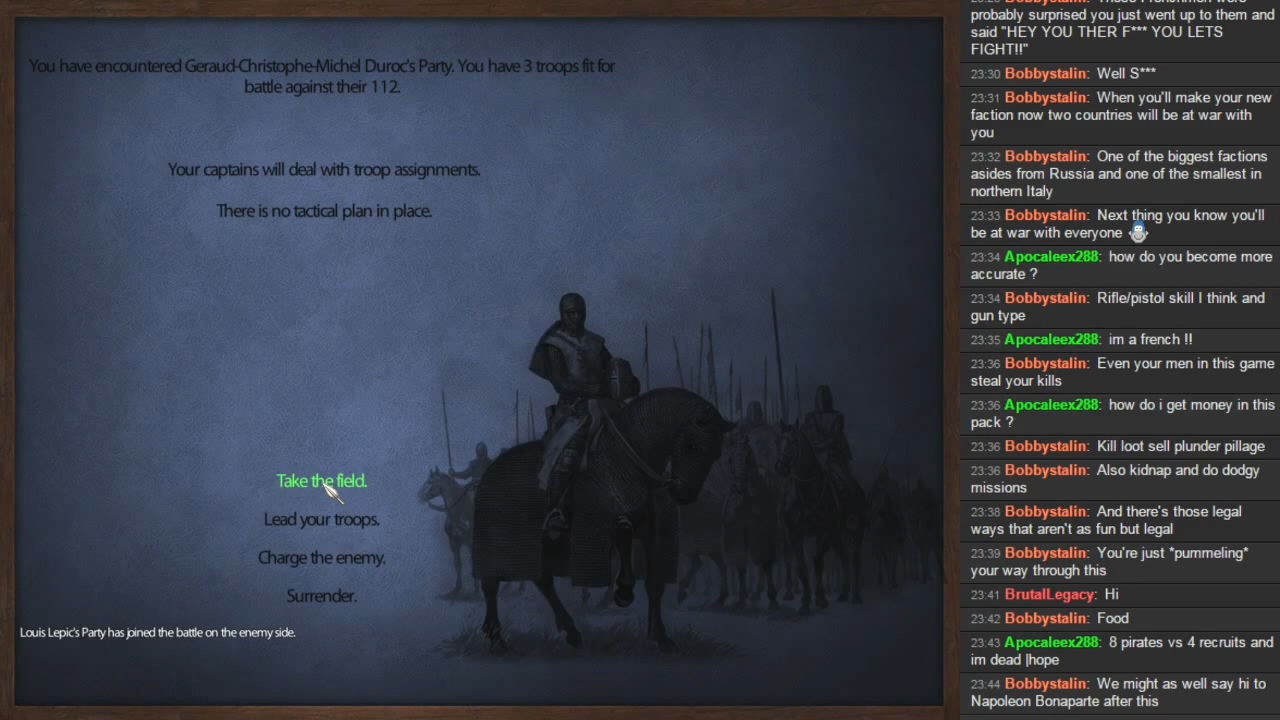 You have encountered Geraud-Christophe-Michel Duroc's Party. You have 3 troops fit for
battle against their 112.
Your captains will deal with troop assignments.
There is no tactical plan in place.
Take the field.
Lead your troops.
Charge the enemy.
Surrender.
Louis Lepic's Party has joined the battle on the enemy side.
probably surprised you just went up to them and
said "HEY YOU THER F*** YOU LETS
FIGHT!!"
23:30 Bobbystalin: Well S***
23:31 Bobbystalin: When you'll make your new
faction now two countries will be at war with
you
23:32 Bobbystalin: One of the biggest factions
asides from Russia and one of the smallest in
northern Italy
23:33 Bobbystalin: Next thing you know you'll
be at war with everyone
23:34 Apocaleex288: how do you become more
accurate ?
23:34 Bobbystalin: Rifle/pistol skill I think and
gun type
23:35 Apocaleex288: im a french !!
23:36 Bobbystalin: Even your men in this game
steal your kills
23:36 Apocaleex288: how do i get money in this
pack ?
23:36 Bobbystalin: Kill loot sell plunder pillage
23:36 Bobbystalin: Also kidnap and do dodgy
missions
23:38 Bobbystalin: And there's those legal
ways that aren't as fun but legal
23:39 Bobbystalin: You're just *pummeling*
your way through this
23:41 BrutalLegacy: Hi
23:42 Bobbystalin: Food
23:43 Apocaleex288: 8 pirates vs 4 recruits and
im dead |hope
23:44 Bobbystalin: We might as well say hi to
Napoleon Bonaparte after this